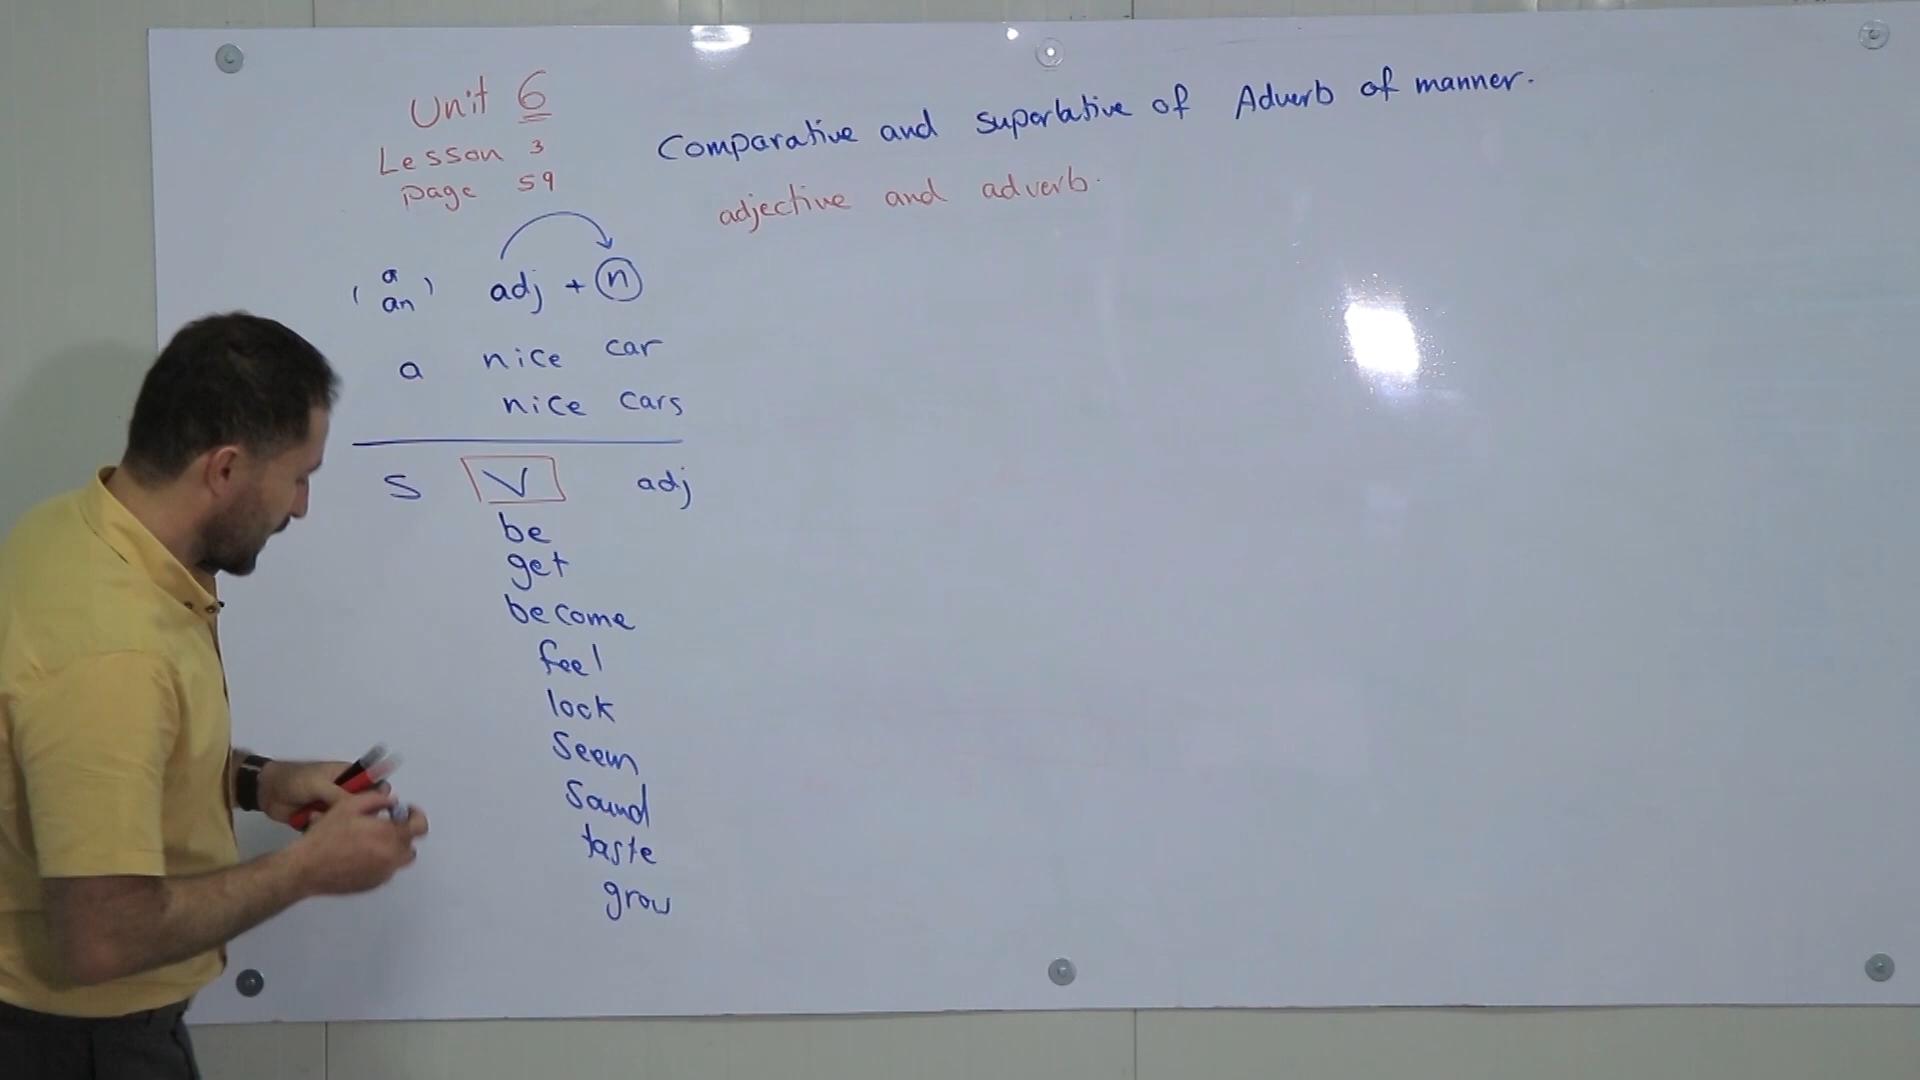 Unit 6
Lesson 3
page 59
Comparative and superlative of Adverb of manner.
adjective and adverb.
( a an ) adj + n
a nice car
nice cars
S V adj
be
get
become
feel
lock
Seem
Sound
taste
grow